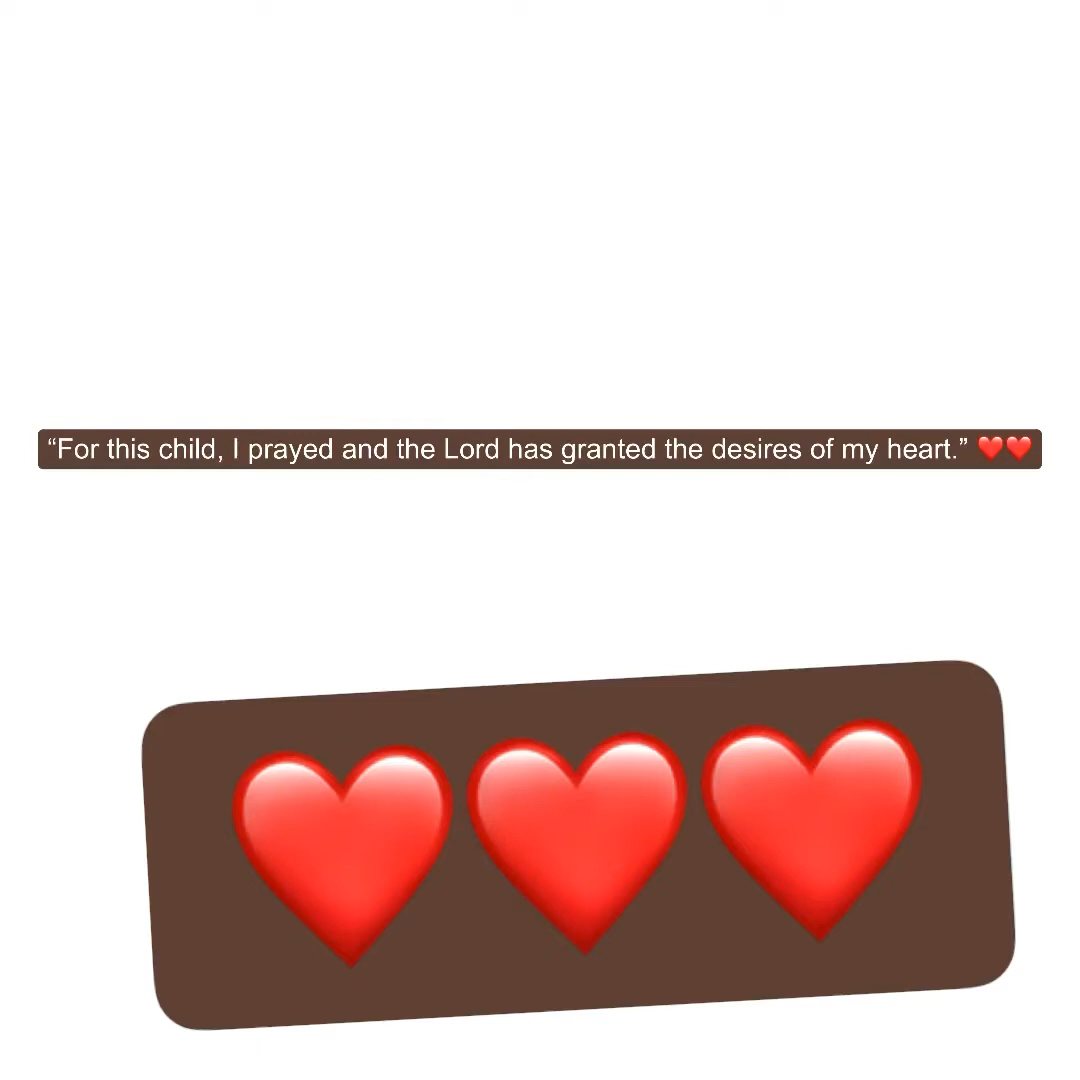 “For this child, I prayed and the Lord has granted the desires of my heart.” ❤️❤️
❤️❤️❤️